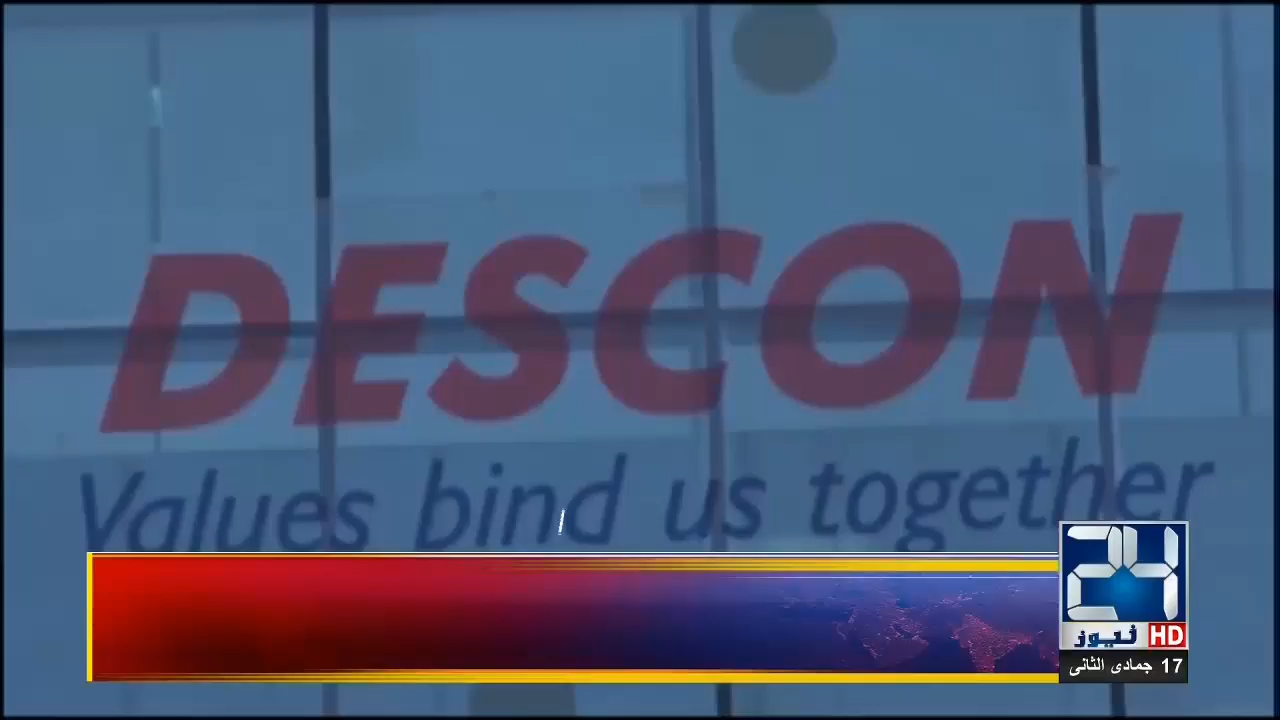 DESCON
Values bind us together
24
نیوز HD
17 جمادی الثانی